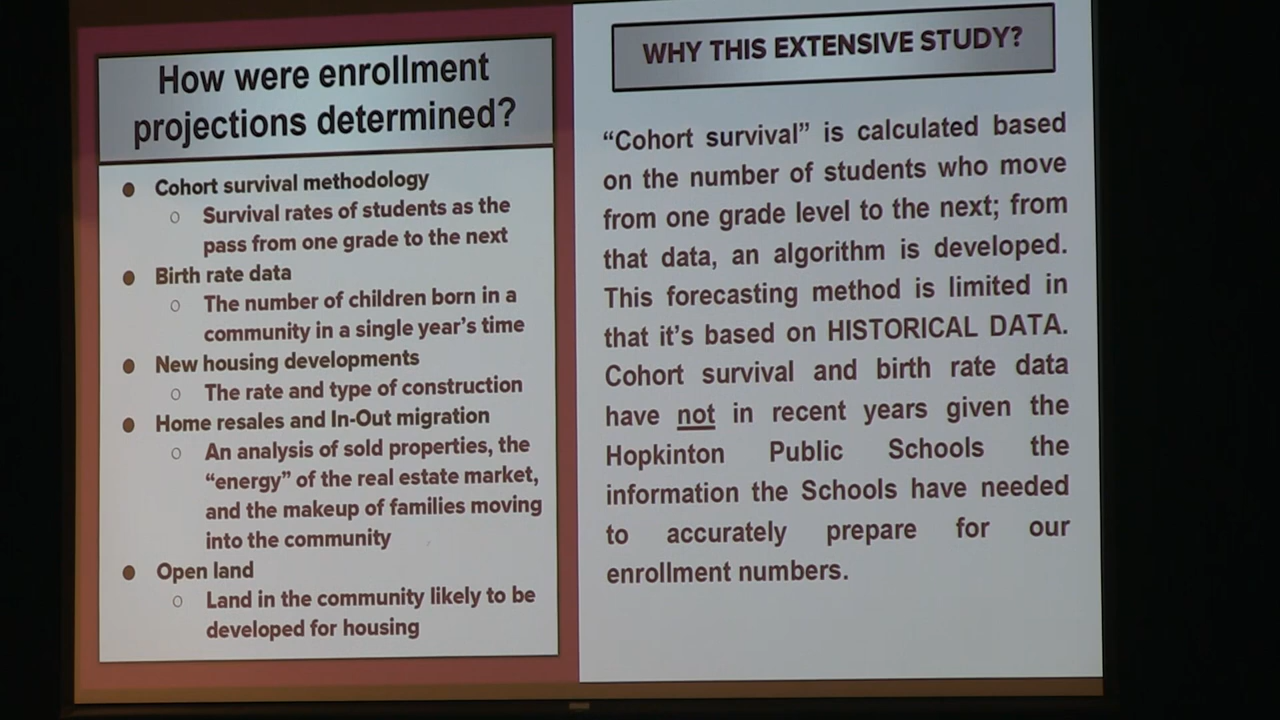 How were enrollment
projections determined?
● Cohort survival methodology
○ Survival rates of students as the
pass from one grade to the next
● Birth rate data
○ The number of children born in a
community in a single year's time
● New housing developments
○ The rate and type of construction
● Home resales and In-Out migration
○ An analysis of sold properties, the
“energy” of the real estate market,
and the makeup of families moving
into the community
● Open land
○ Land in the community likely to be
developed for housing
WHY THIS EXTENSIVE STUDY?
“Cohort survival” is calculated based
on the number of students who move
from one grade level to the next; from
that data, an algorithm is developed.
This forecasting method is limited in
that it's based on HISTORICAL DATA.
Cohort survival and birth rate data
have not in recent years given the
Hopkinton Public Schools the
information the Schools have needed
to accurately prepare for our
enrollment numbers.